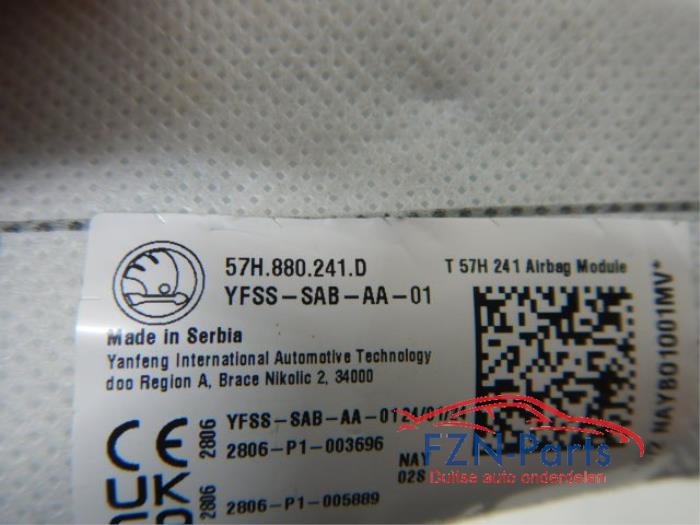 57H.880.241.D
T 57H 241 Airbag Module
YFSS-SAB-AA-01
Made in Serbia
Yanfeng International Automotive Technology
doo Region A, Brace Nikolic 2, 34000
CE
2806
YFSS-SAB-AA-01
2806-P1-003696
NAY
02S
UK
2806
2806-P1-005889
NAYB01001MV*
FZN-Parts
Duitse auto onderdelen